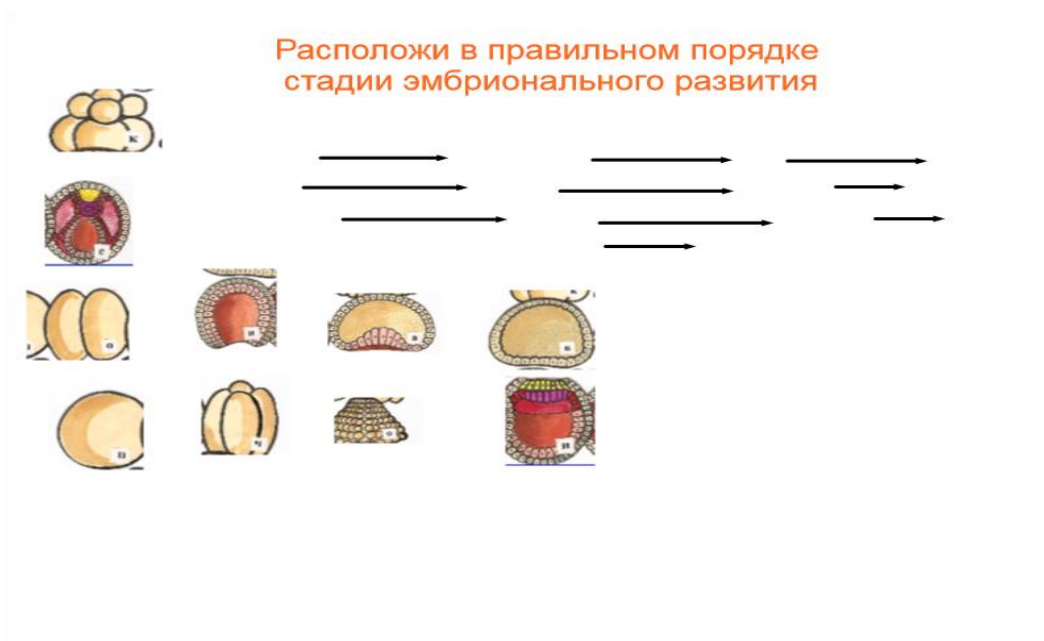 Расположи в правильном порядке
стадии эмбрионального развития
к
о
ч